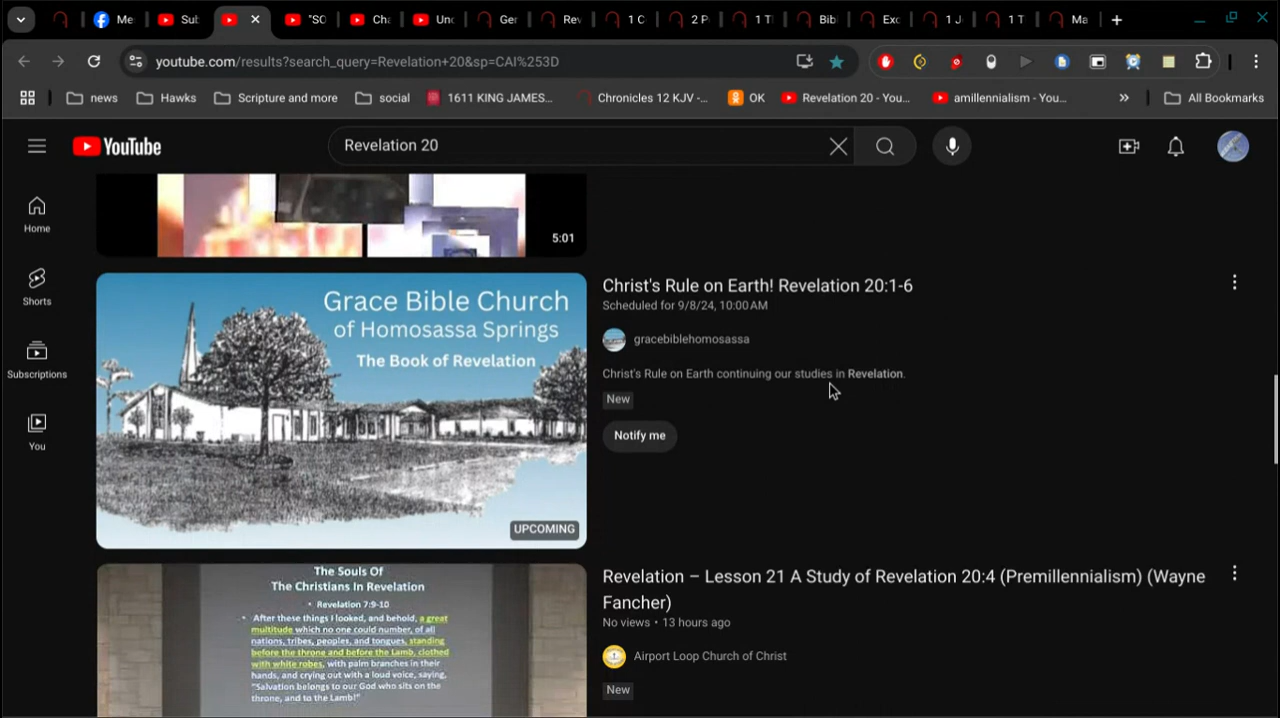 Me
Sub
"SO
Cha
Unc
Ger
Rev
1 C
2 P
1 T
Bib
Exc
1 J
1 T
Ma
youtube.com/results?search_query=Revelation+20&sp=CAI%253D
news
Hawks
Scripture and more
social
1611 KING JAMES...
Chronicles 12 KJV -...
OK
Revelation 20 - You...
amillennialism - You...
»
All Bookmarks
YouTube
Revelation 20
Home
Shorts
Subscriptions
You
5:01
Grace Bible Church
of Homosassa Springs
The Book of Revelation
UPCOMING
Christ's Rule on Earth! Revelation 20:1-6
Scheduled for 9/8/24, 10:00 AM
gracebiblehomosassa
Christ's Rule on Earth continuing our studies in Revelation.
New
Notify me
The Souls Of
The Christians In Revelation
• Revelation 7:9-10
• After these things I looked, and behold, a great
multitude which no one could number, of all
nations, tribes, peoples, and tongues, standing
before the throne and before the Lamb, clothed
with white robes, with palm branches in their
hands, and crying out with a loud voice, saying,
"Salvation belongs to our God who sits on the
throne, and to the Lamb!"
Revelation – Lesson 21 A Study of Revelation 20:4 (Premillennialism) (Wayne
Fancher)
No views • 13 hours ago
Airport Loop Church of Christ
New